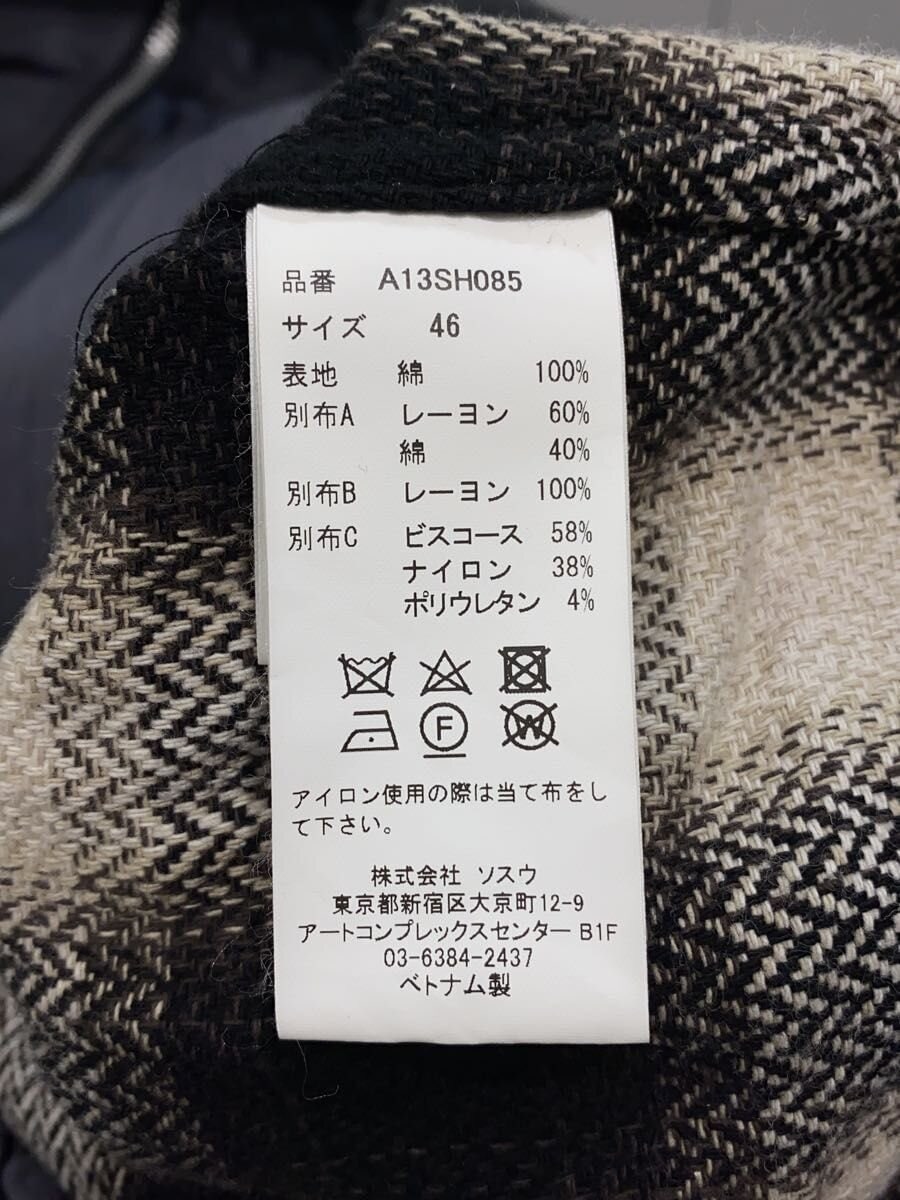 品番 A13SH085
サイズ 46
表地 綿 100%
別布A レーヨン 60%
綿 40%
別布B レーヨン 100%
別布C ビスコース 58%
ナイロン 38%
ポリウレタン 4%
F W
アイロン使用の際は当て布をし
て下さい。
株式会社 ソスウ
東京都新宿区大京町12-9
アートコンプレックスセンター B1F
03-6384-2437
ベトナム製